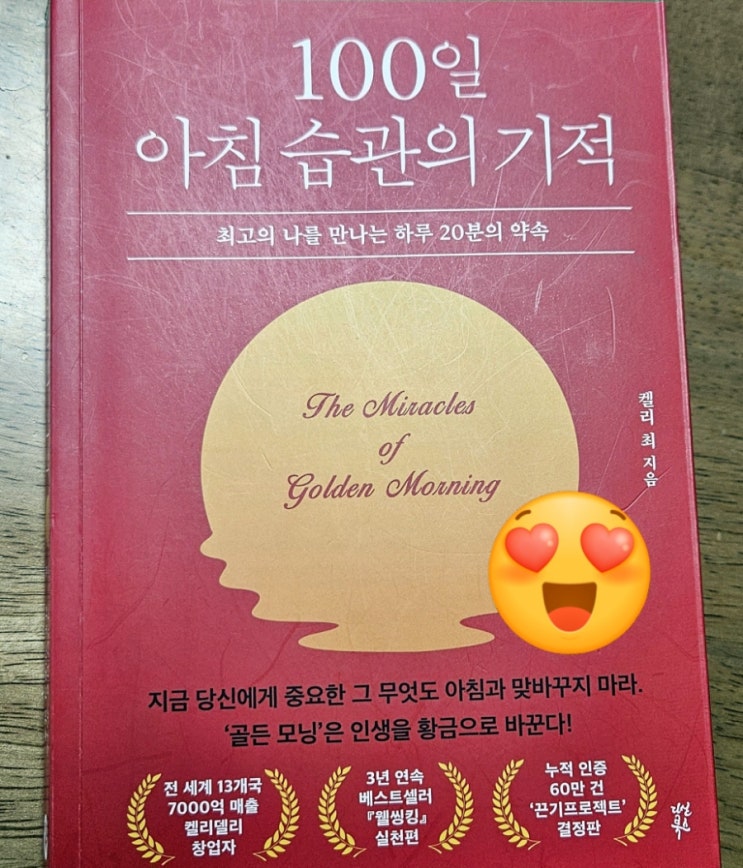 100일
아침 습관의 기적
최고의 나를 만나는 하루 20분의 약속
The Miracles
of
Golden Morning
켈리 최 지음
지금 당신에게 중요한 그 무엇도 아침과 맞바꾸지 마라.
'골든 모닝'은 인생을 황금으로 바꾼다!
전 세계 13개국
7000억 매출
켈리델리
창업자
3년 연속
베스트셀러
『웰씽킹』
실천편
누적 인증
60만 건
'끈기프로젝트'
결정판
다산
북스